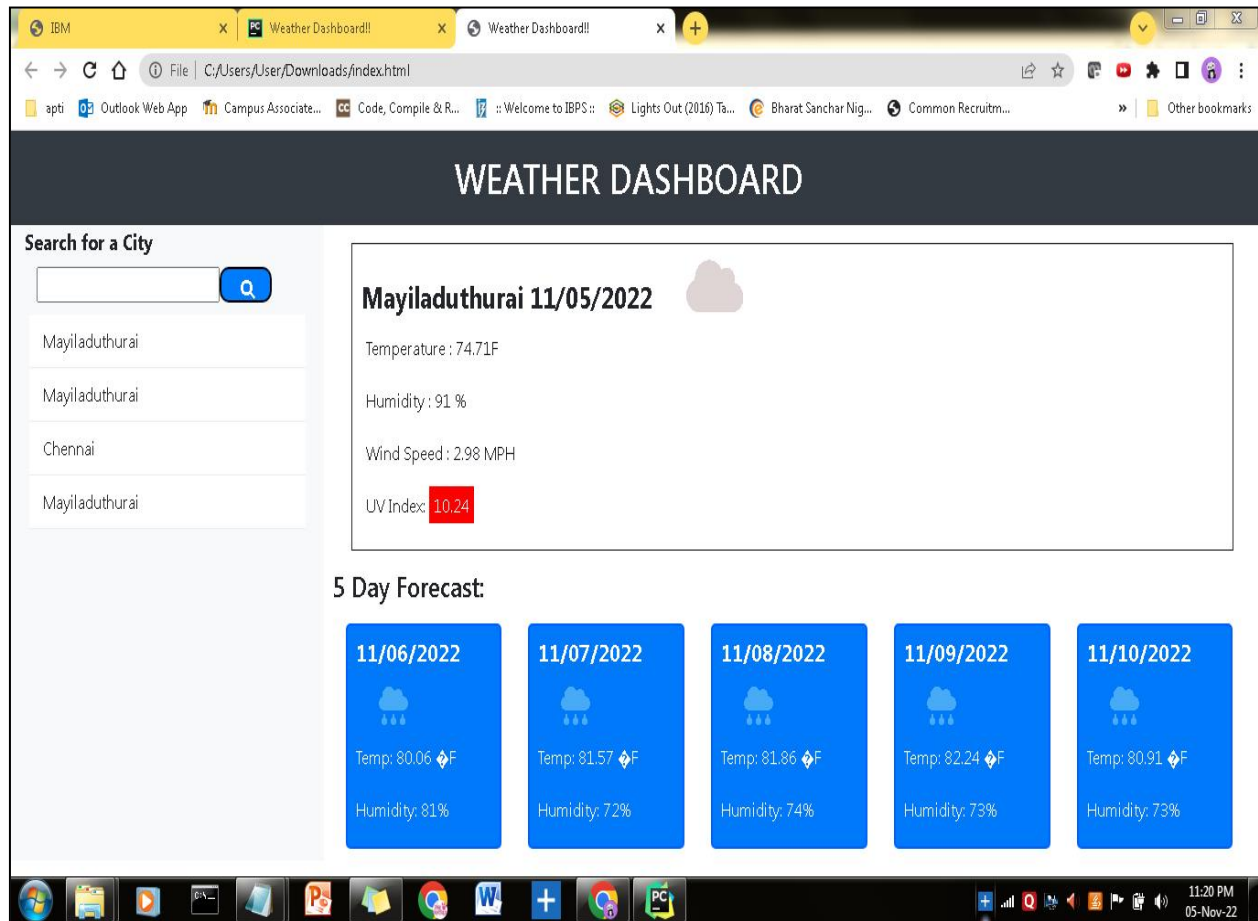 IBM
Weather Dashboard!!
Weather Dashboard!!
File | C:/Users/User/Downloads/index.html
apti Outlook Web App Campus Associate... Code, Compile & R... :: Welcome to IBPS :: Lights Out (2016) Ta... Bharat Sanchar Nig... Common Recruitm... » Other bookmarks
WEATHER DASHBOARD
Search for a City
Mayiladuthurai
Mayiladuthurai
Chennai
Mayiladuthurai
Mayiladuthurai 11/05/2022
Temperature : 74.71F
Humidity : 91 %
Wind Speed : 2.98 MPH
UV Index: 10.24
5 Day Forecast:
11/06/2022
Temp: 80.06 �F
Humidity: 81%
11/07/2022
Temp: 81.57 �F
Humidity: 72%
11/08/2022
Temp: 81.86 �F
Humidity: 74%
11/09/2022
Temp: 82.24 �F
Humidity: 73%
11/10/2022
Temp: 80.91 �F
Humidity: 73%
11:20 PM
05-Nov-22